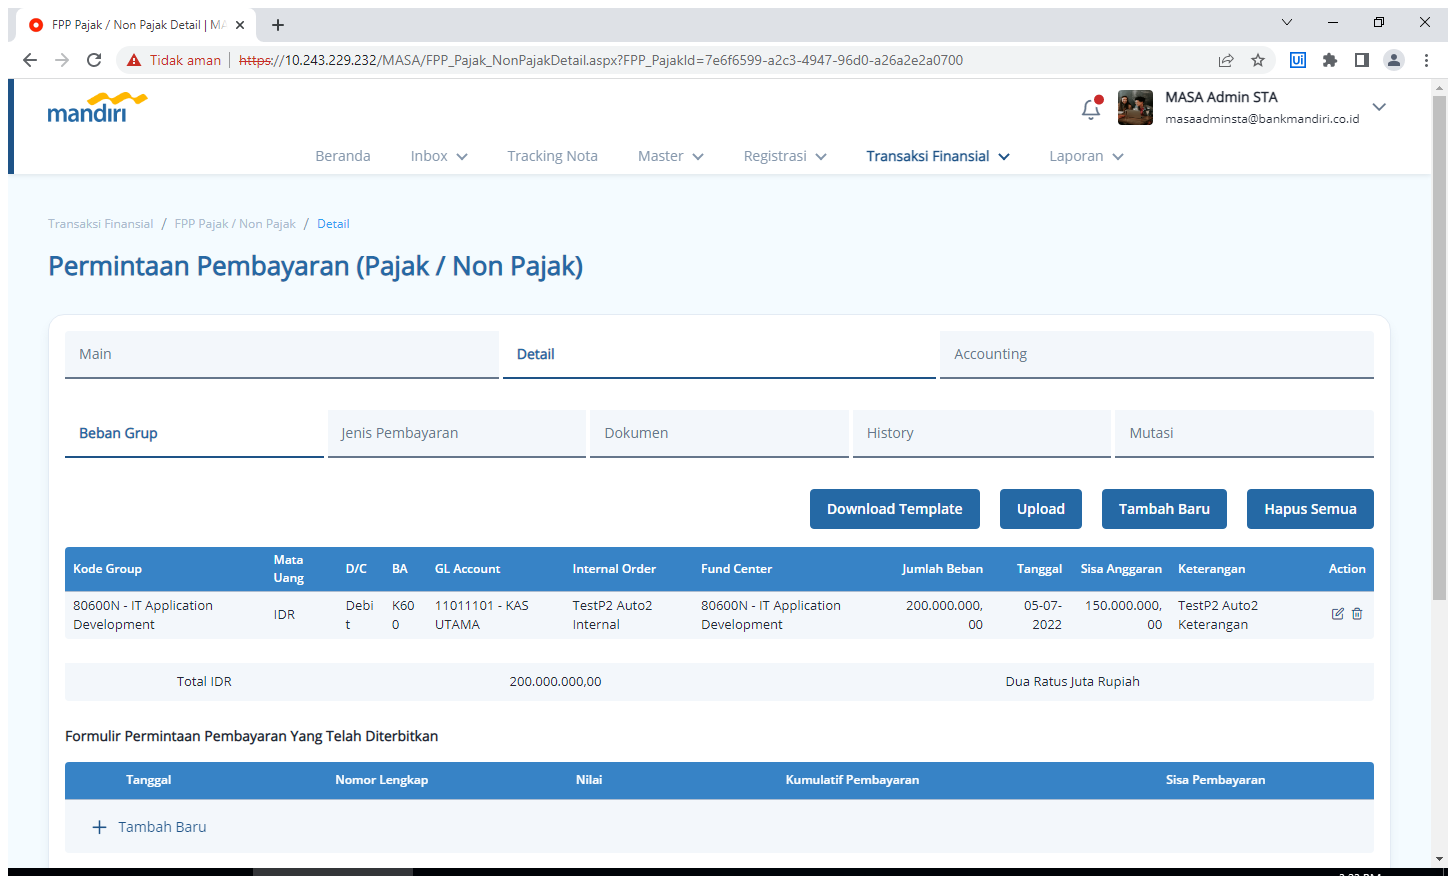 FPP Pajak / Non Pajak Detail | MA
Tidak aman | https://10.243.229.232/MASA/FPP_Pajak_NonPajakDetail.aspx?FPP_PajakId=7e6f6599-a2c3-4947-96d0-a26a2e2a0700
mandiri
MASA Admin STA
masaadminsta@bankmandiri.co.id
Beranda Inbox Tracking Nota Master Registrasi Transaksi Finansial Laporan
Transaksi Finansial / FPP Pajak / Non Pajak / Detail
Permintaan Pembayaran (Pajak / Non Pajak)
Main Detail Accounting
Beban Grup Jenis Pembayaran Dokumen History Mutasi
Download Template Upload Tambah Baru Hapus Semua
Kode Group Mata Uang D/C BA GL Account Internal Order Fund Center Jumlah Beban Tanggal Sisa Anggaran Keterangan Action
80600N - IT Application IDR Debi K60 11011101 - KAS TestP2 Auto2 80600N - IT Application 200.000.000, 05-07- 150.000.000, TestP2 Auto2
Development t 0 UTAMA Internal Development 00 2022 00 Keterangan
Total IDR 200.000.000,00 Dua Ratus Juta Rupiah
Formulir Permintaan Pembayaran Yang Telah Diterbitkan
Tanggal Nomor Lengkap Nilai Kumulatif Pembayaran Sisa Pembayaran
+ Tambah Baru